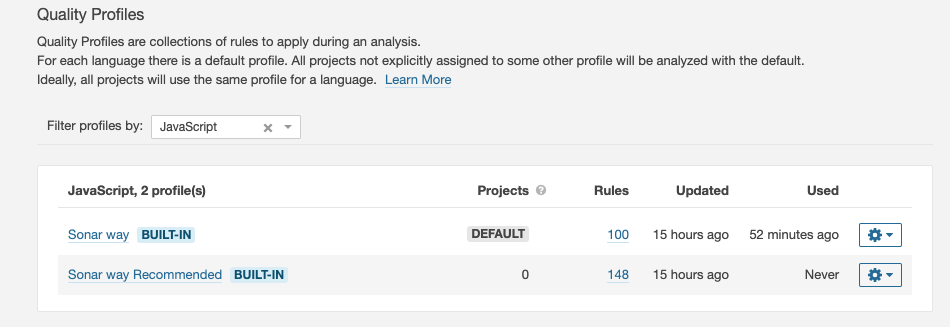 Quality Profiles
Quality Profiles are collections of rules to apply during an analysis.
For each language there is a default profile. All projects not explicitly assigned to some other profile will be analyzed with the default.
Ideally, all projects will use the same profile for a language. Learn More
Filter profiles by: JavaScript
JavaScript, 2 profile(s) Projects ? Rules Updated Used
Sonar way BUILT-IN DEFAULT 100 15 hours ago 52 minutes ago
Sonar way Recommended BUILT-IN 0 148 15 hours ago Never